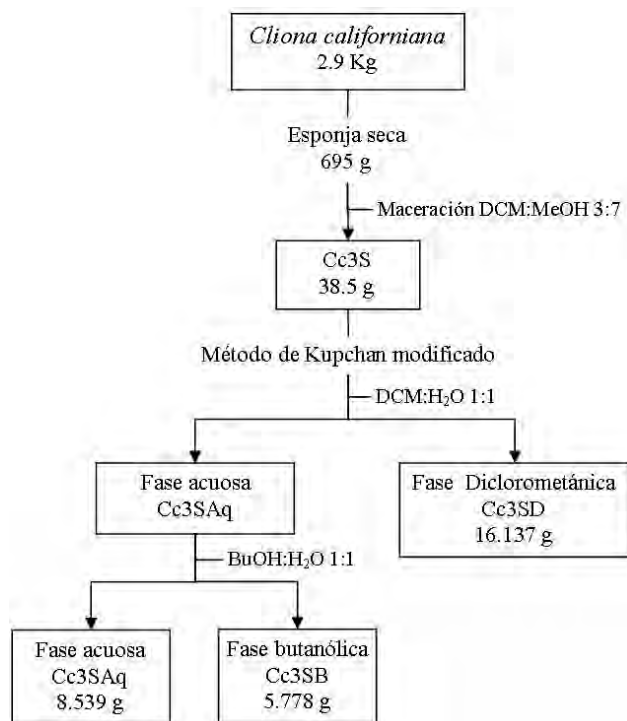 Cliona californiana
2.9 Kg
Esponja seca
695 g
Maceración DCM:MeOH 3:7
Cc3S
38.5 g
Método de Kupchan modificado
DCM:H₂O 1:1
Fase acuosa
Cc3SAq
Fase Diclorometánica
Cc3SD
16.137 g
BuOH:H₂O 1:1
Fase acuosa
Cc3SAq
8.539 g
Fase butanólica
Cc3SB
5.778 g